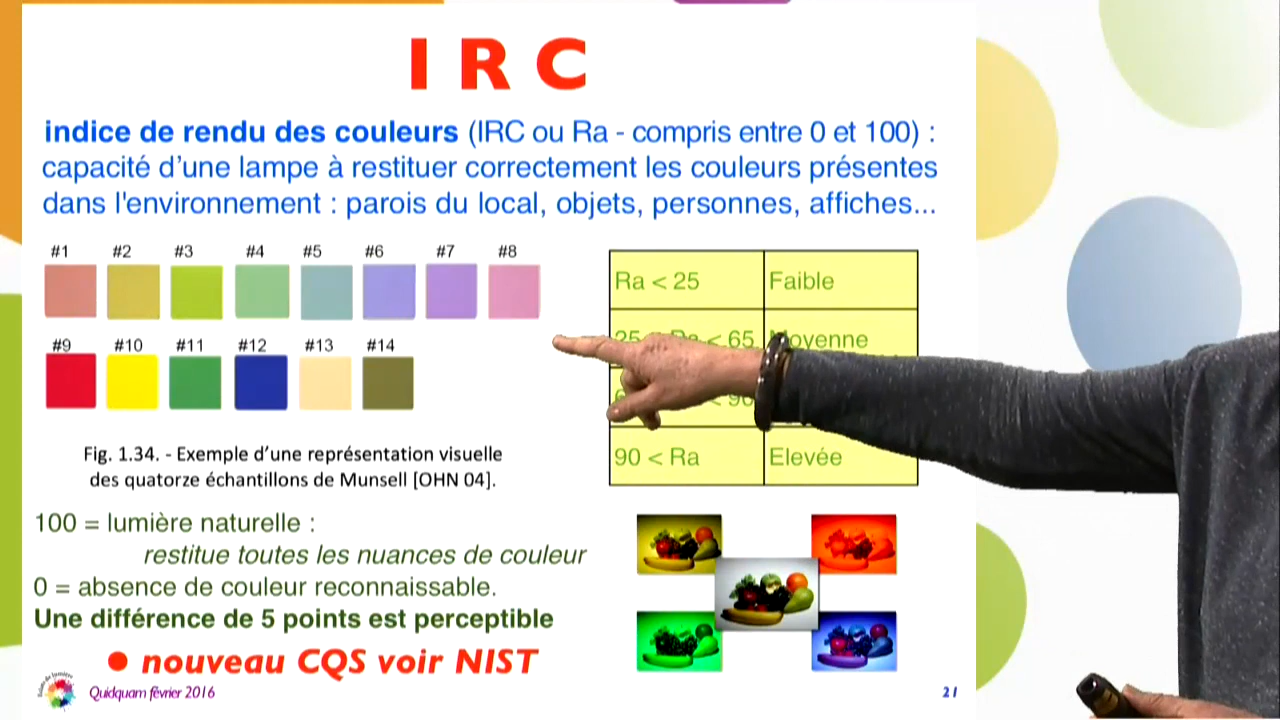 I R C
indice de rendu des couleurs (IRC ou Ra - compris entre 0 et 100) :
capacité d'une lampe à restituer correctement les couleurs présentes
dans l'environnement : parois du local, objets, personnes, affiches...
#1 #2 #3 #4 #5 #6 #7 #8
#9 #10 #11 #12 #13 #14
Ra < 25 Faible
25 < Ra < 65 Moyenne
90 < Ra Elevée
Fig. 1.34. - Exemple d'une représentation visuelle
des quatorze échantillons de Munsell [OHN 04].
100 = lumière naturelle :
restitue toutes les nuances de couleur
0 = absence de couleur reconnaissable.
Une différence de 5 points est perceptible
• nouveau CQS voir NIST
Quidquam février 2016
21